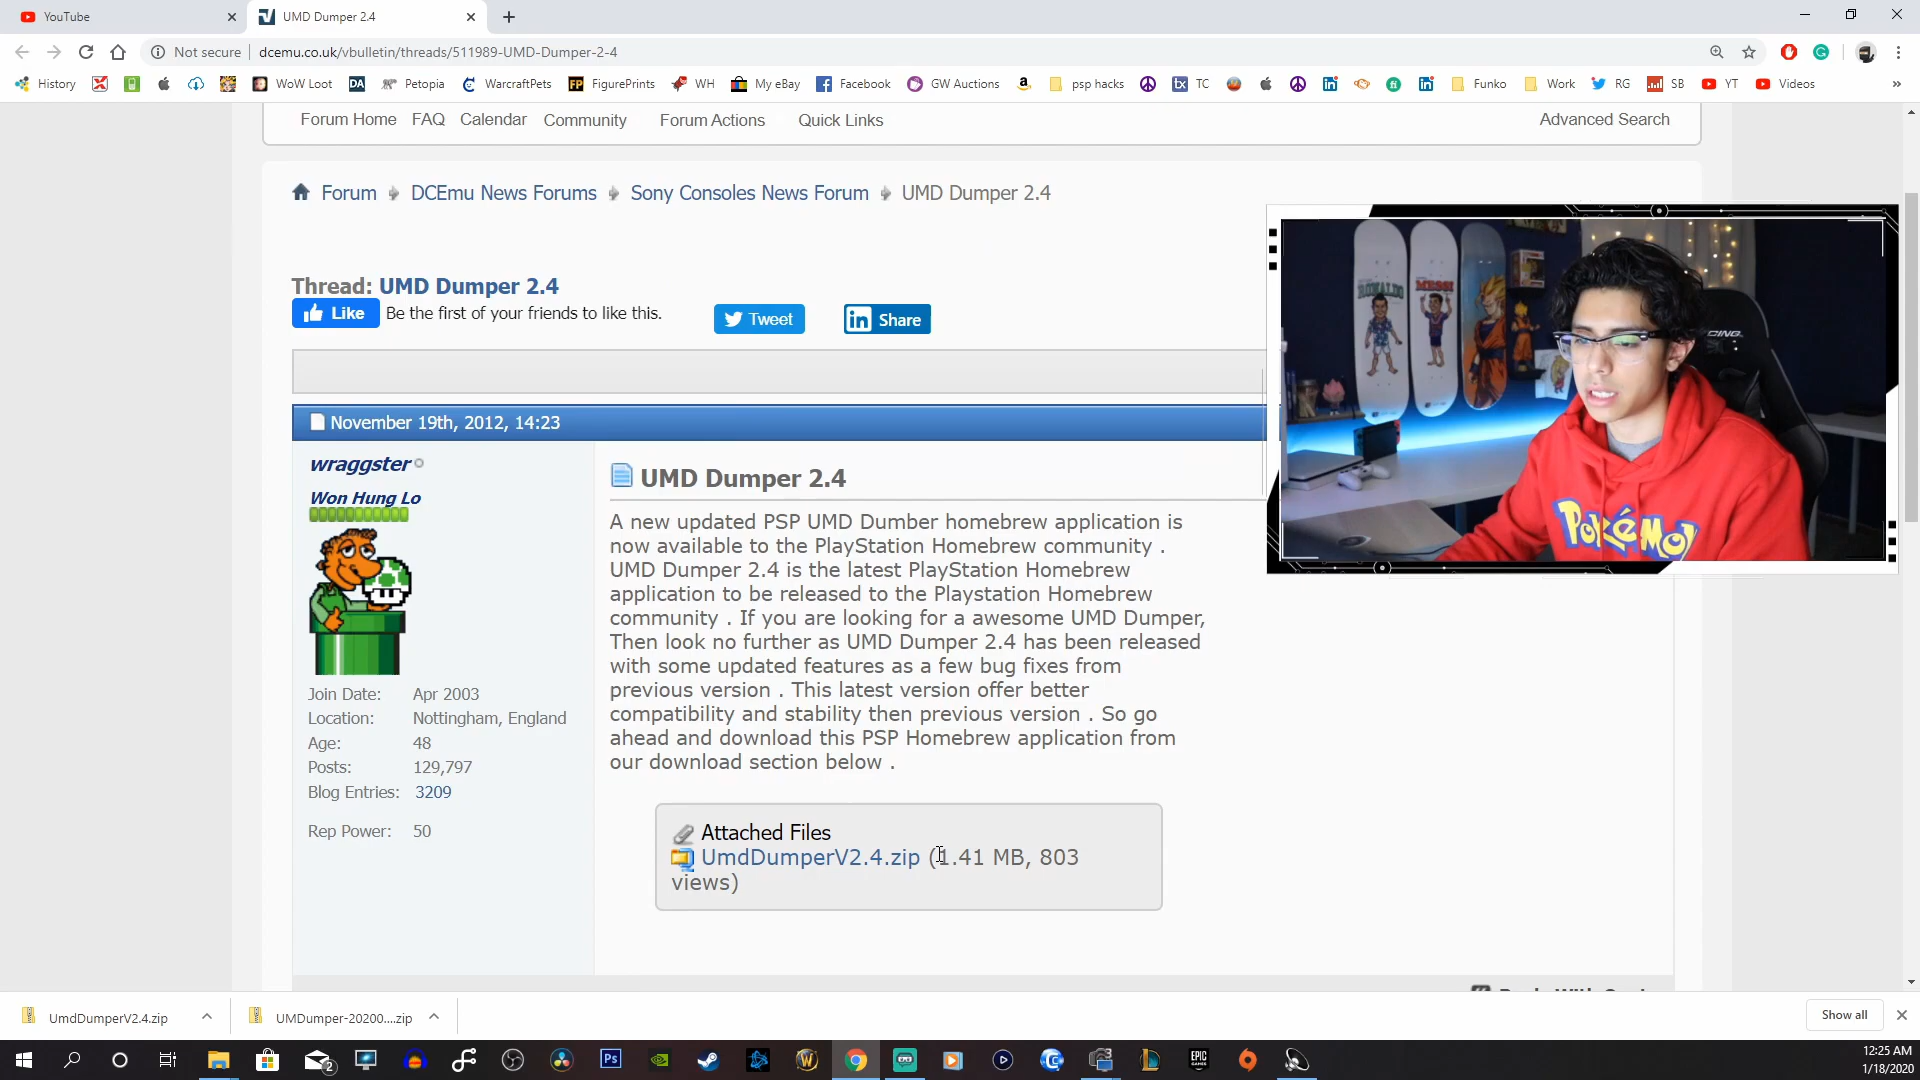 YouTube
UMD Dumper 2.4
Not secure
dcemu.co.uk/vbulletin/threads/511989-UMD-Dumper-2-4
History
WoW Loot
DA
Petopia
WarcraftPets
FP FigurePrints
WH
My eBay
Facebook
GW Auctions
psp hacks
TC
Funko
Work
RG
SB
YT
Videos
Forum Home
FAQ
Calendar
Community
Forum Actions
Quick Links
Advanced Search
Forum
DCEmu News Forums
Sony Consoles News Forum
UMD Dumper 2.4
Thread: UMD Dumper 2.4
Like
Be the first of your friends to like this.
Tweet
in Share
RONALDO
MESSI
CING
Pokémo
November 19th, 2012, 14:23
wraggster
Won Hung Lo
Join Date: Apr 2003
Location: Nottingham, England
Age: 48
Posts: 129,797
Blog Entries: 3209
Rep Power: 50
UMD Dumper 2.4
A new updated PSP UMD Dumber homebrew application is
now available to the PlayStation Homebrew community .
UMD Dumper 2.4 is the latest PlayStation Homebrew
application to be released to the Playstation Homebrew
community . If you are looking for a awesome UMD Dumper,
Then look no further as UMD Dumper 2.4 has been released
with some updated features as a few bug fixes from
previous version . This latest version offer better
compatibility and stability then previous version . So go
ahead and download this PSP Homebrew application from
our download section below .
Attached Files
UmdDumperV2.4.zip (1.41 MB, 803
views)
UmdDumperV2.4.zip
UMDumper-20200....zip
Show all
2
Ps
EPIC
GAMES
12:25 AM
1/18/2020